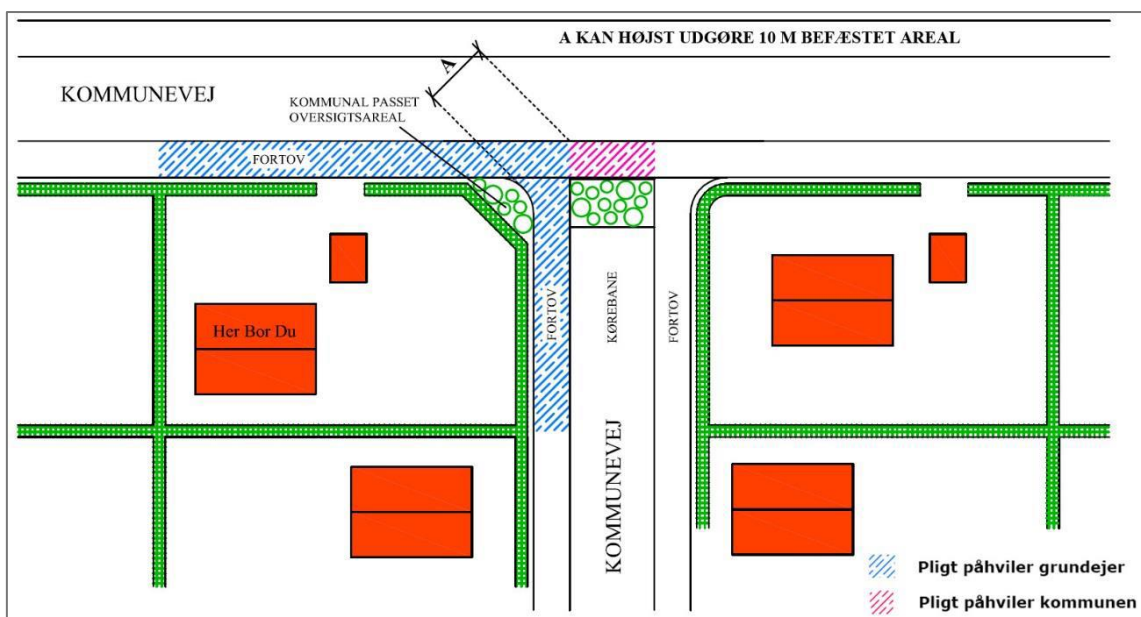 A KAN HØJST UDGØRE 10 M BEFÆSTET AREAL
A
KOMMUNEVEJ
KOMMUNAL PASSET
OVERSIGTSAREAL
FORTOV
Her Bor Du
FORTOV
KØREBANE
FORTOV
KOMMUNEVEJ
Pligt påhviler grundejer
Pligt påhviler kommunen